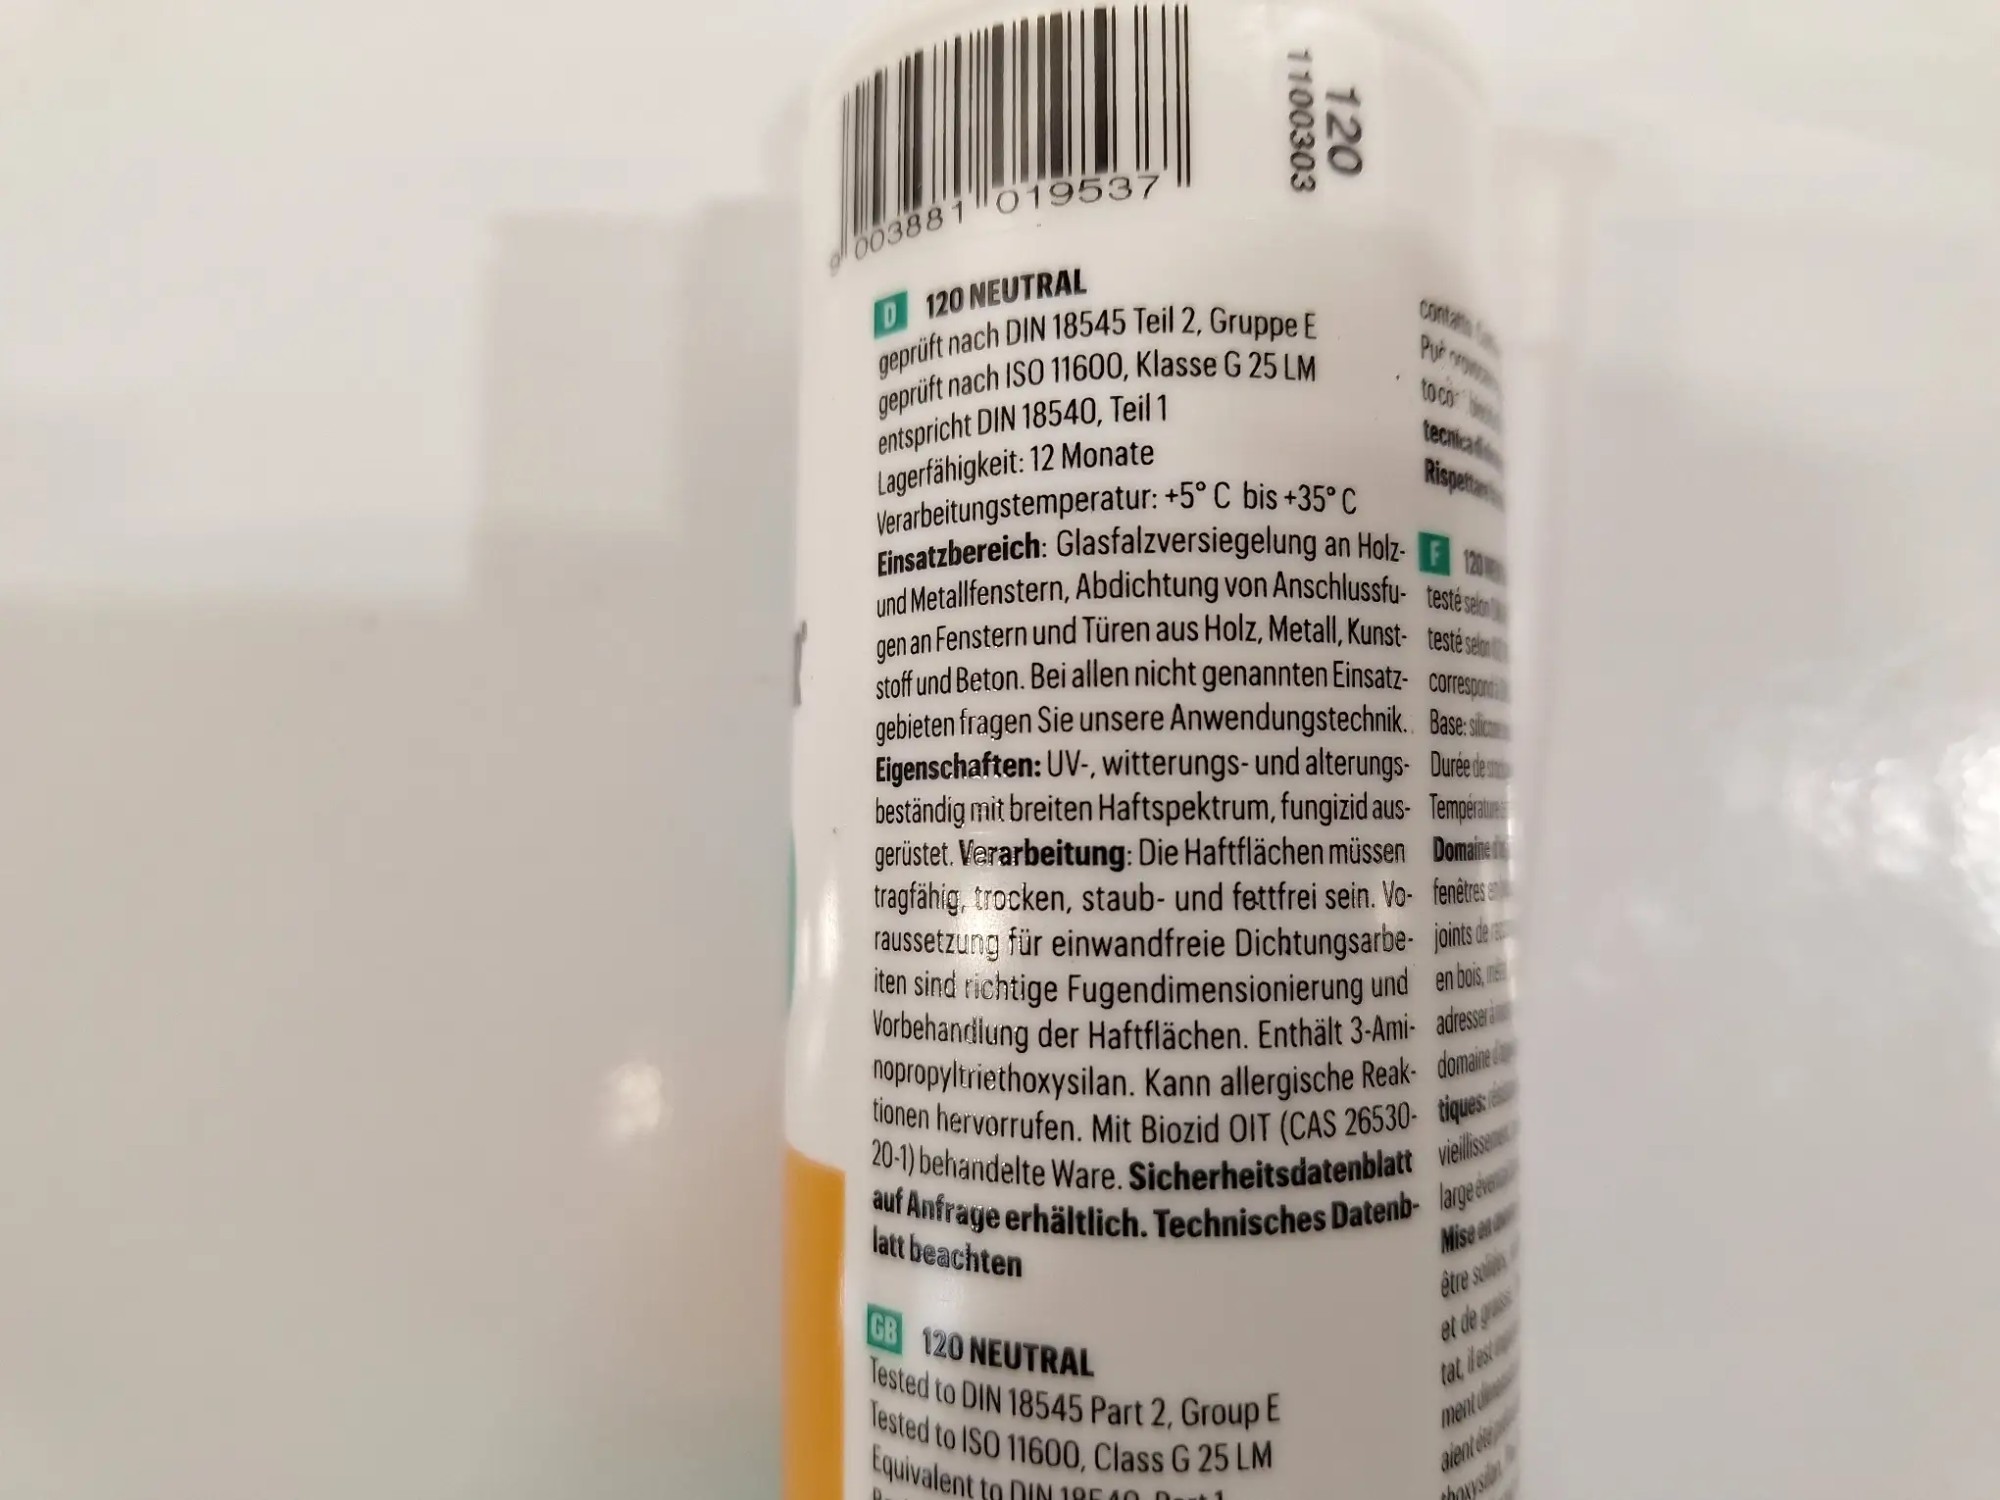 9 003881 019537
120
1100303
D 120 NEUTRAL
geprüft nach DIN 18545 Teil 2, Gruppe E
geprüft nach ISO 11600, Klasse G 25 LM
entspricht DIN 18540, Teil 1
Lagerfähigkeit: 12 Monate
Verarbeitungstemperatur: +5° C bis +35° C
Einsatzbereich: Glasfalzversiegelung an Holz-
und Metallfenstern, Abdichtung von Anschlussfu-
gen an Fenstern und Türen aus Holz, Metall, Kunst-
stoff und Beton. Bei allen nicht genannten Einsatz-
gebieten fragen Sie unsere Anwendungstechnik.
Eigenschaften: UV-, witterungs- und alterungs-
beständig mit breiten Haftspektrum, fungizid aus-
gerüstet. Verarbeitung: Die Haftflächen müssen
tragfähig, trocken, staub- und fettfrei sein. Vo-
raussetzung für einwandfreie Dichtungsarbe-
iten sind richtige Fugendimensionierung und
Vorbehandlung der Haftflächen. Enthält 3-Ami-
nopropyltriethoxysilan. Kann allergische Reak-
tionen hervorrufen. Mit Biozid OIT (CAS 26530-
20-1) behandelte Ware. Sicherheitsdatenblatt
auf Anfrage erhältlich. Technisches Datenb-
latt beachten
GB 120 NEUTRAL
Tested to DIN 18545 Part 2, Group E
Tested to ISO 11600, Class G 25 LM
Equivalent to DIN 18540, Part 1
Può
F 120
testé selon
testé selon
Base:
Durée de
Domaine
fenêtres
joints de
en bois,
adresser à
domaine
tiques:
large
Mise en
être
et de
tat, il est